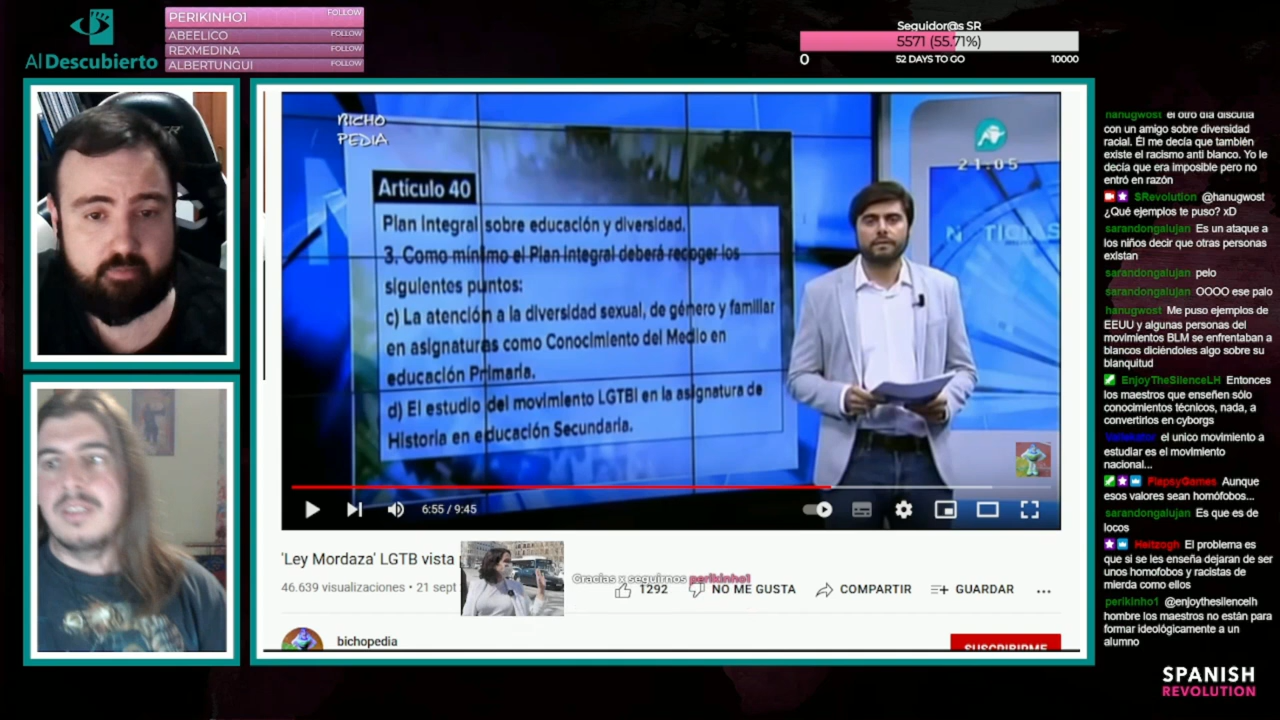 Al Descubierto
PERIKINHO1 FOLLOW
ABEELICO FOLLOW
REXMEDINA FOLLOW
ALBERTUNGUI FOLLOW
Seguidor@s SR
5571 (55.71%)
0 52 DAYS TO GO 10000
BICHO
PEDIA
21:05
Artículo 40
Plan Integral sobre educación y diversidad.
3. Como mínimo el Plan Integral deberá recoger los
siguientes puntos:
c) La atención a la diversidad sexual, de género y familiar
en asignaturas como Conocimiento del Medio en
educación Primaria.
d) El estudio del movimiento LGTBI en la asignatura de
Historia en educación Secundaria.
NOTICIAS
6:55 / 9:45
'Ley Mordaza' LGTB vista
46.639 visualizaciones • 21 sept
Gracias x seguirnos perikinho1
1292 NO ME GUSTA COMPARTIR GUARDAR ...
bichopedia
SUSCRIBIRME
hanugwost el otro día discutía
con un amigo sobre diversidad
racial. Él me decía que también
existe el racismo anti blanco. Yo le
decía que era imposible pero no
entró en razón
SRevolution @hanugwost
¿Qué ejemplos te puso? xD
sarandongalujan Es un ataque a
los niños decir que otras personas
existan
sarandongalujan pelo
sarandongalujan OOOO ese palo
hanugwost Me puso ejemplos de
EEUU y algunas personas del
movimientos BLM se enfrentaban a
blancos diciéndoles algo sobre su
blanquitud
EnjoyTheSilenceLH Entonces
los maestros que enseñen sólo
conocimientos técnicos, nada, a
convertirlos en cyborgs
el unico movimiento a
estudiar es el movimiento
nacional...
FlapsyGames Aunque
esos valores sean homófobos...
sarandongalujan Es que es de
locos
Heitzogh El problema es
que si se les enseña dejaran de ser
unos homofobos y racistas de
mierda como ellos
perikinho1 @enjoythesilencelh
hombre los maestros no están para
formar ideológicamente a un
alumno
SPANISH
REVOLUTION